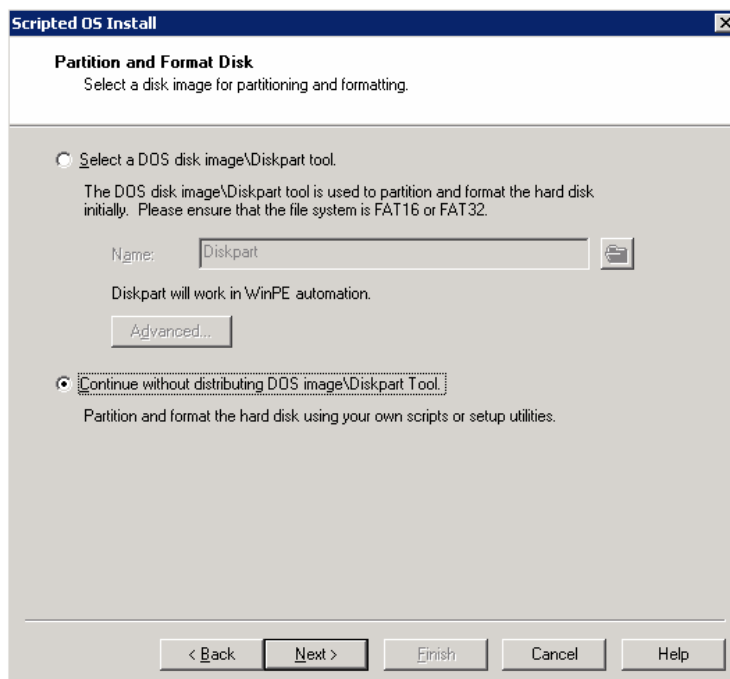 Scripted OS Install
Partition and Format Disk
Select a disk image for partitioning and formatting.
Select a DOS disk image\Diskpart tool.
The DOS disk image\Diskpart tool is used to partition and format the hard disk
initially. Please ensure that the file system is FAT16 or FAT32.
Name: Diskpart
Diskpart will work in WinPE automation.
Advanced...
Continue without distributing DOS image\Diskpart Tool.
Partition and format the hard disk using your own scripts or setup utilities.
< Back Next > Finish Cancel Help